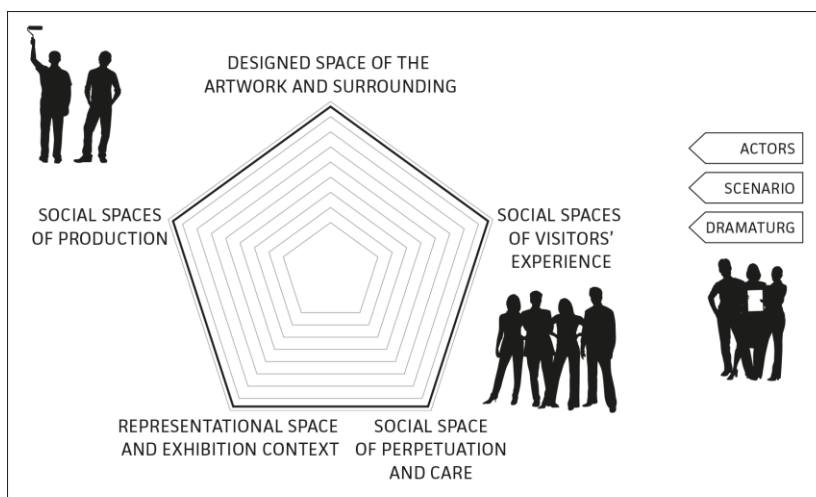 DESIGNED SPACE OF THE
ARTWORK AND SURROUNDING
ACTORS
SCENARIO
DRAMATURG
SOCIAL SPACES
OF PRODUCTION
SOCIAL SPACES
OF VISITORS'
EXPERIENCE
REPRESENTATIONAL SPACE
AND EXHIBITION CONTEXT
SOCIAL SPACE
OF PERPETUATION
AND CARE